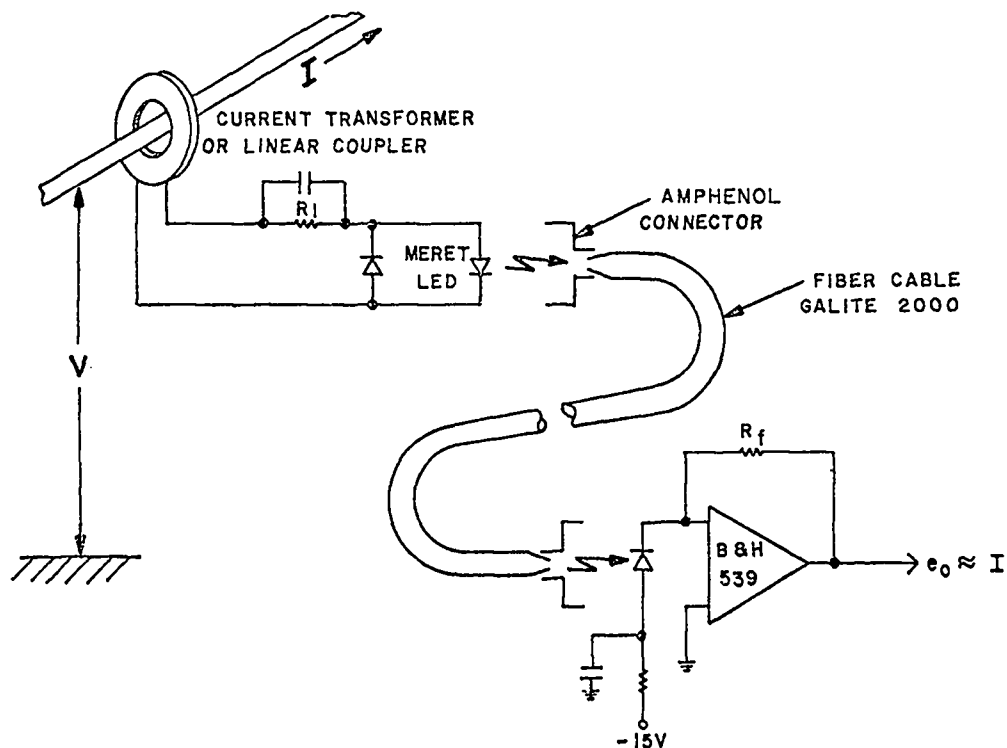 I
CURRENT TRANSFORMER
OR LINEAR COUPLER
R1
MERET
LED
AMPHENOL
CONNECTOR
FIBER CABLE
GALITE 2000
V
Rf
B & H
539
e₀ ≈ I
-15V